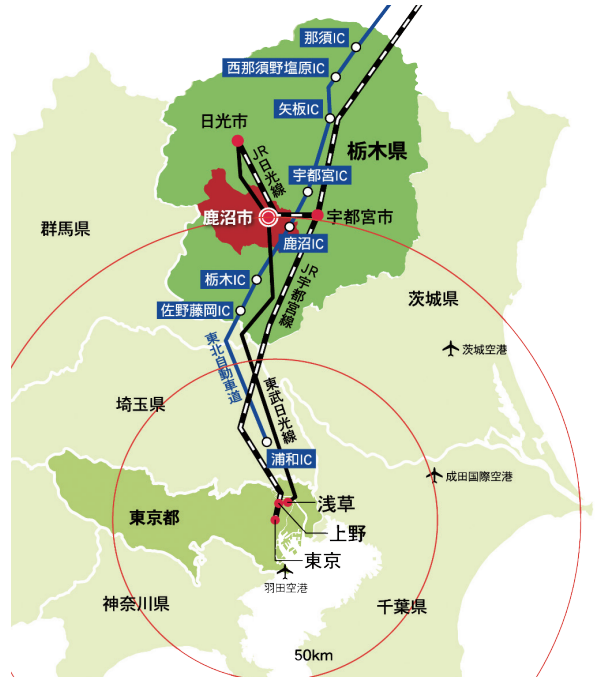 那須IC
西那須野塩原IC
矢板IC
日光市
栃木県
JR日光線
宇都宮IC
鹿沼市
宇都宮市
群馬県
鹿沼IC
栃木IC
JR宇都宮線
茨城県
佐野藤岡IC
東北自動車道
茨城空港
東武日光線
埼玉県
浦和IC
成田国際空港
浅草
東京都
上野
東京
羽田空港
神奈川県
千葉県
50km